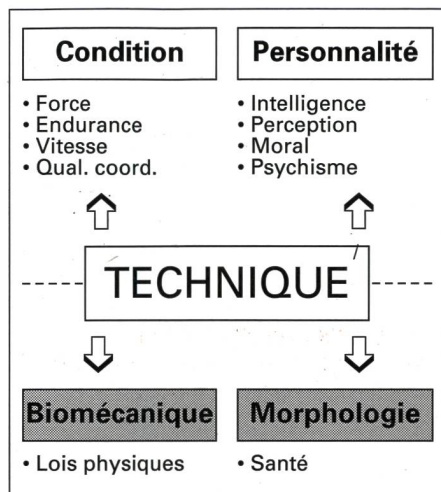 Condition
• Force
• Endurance
• Vitesse
• Qual. coord.
Personnalité
• Intelligence
• Perception
• Moral
• Psychisme
TECHNIQUE
Biomécanique
• Lois physiques
Morphologie
• Santé